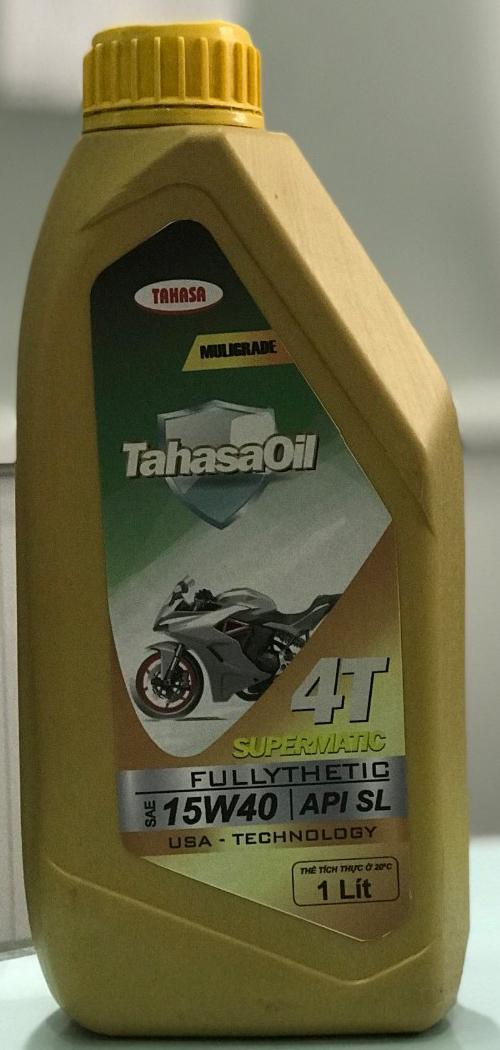 TAHASA
MULIGRADE
TahasaOil
4T
SUPERMATIC
FULLYTHETIC
SAE 15W40 | API SL
USA - TECHNOLOGY
THỂ TÍCH THỰC Ở 20°C
1 Lít